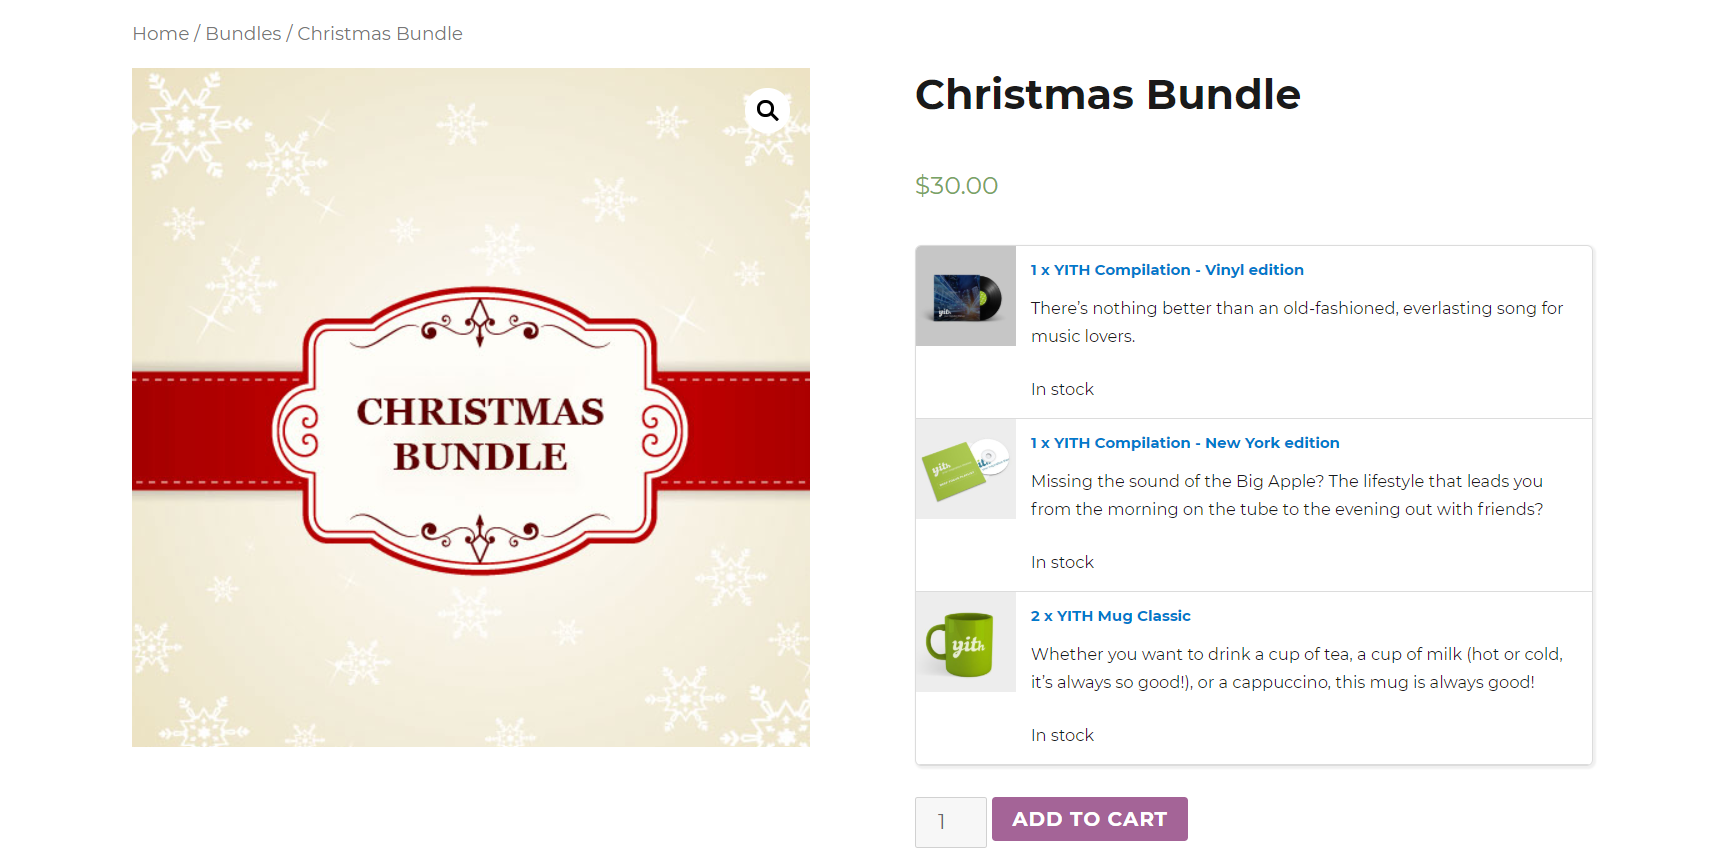 Home / Bundles / Christmas Bundle
CHRISTMAS
BUNDLE
Christmas Bundle
$30.00
yith
1 x YITH Compilation - Vinyl edition
There’s nothing better than an old-fashioned, everlasting song for
music lovers.
In stock
yith
1 x YITH Compilation - New York edition
Missing the sound of the Big Apple? The lifestyle that leads you
from the morning on the tube to the evening out with friends?
In stock
yith
2 x YITH Mug Classic
Whether you want to drink a cup of tea, a cup of milk (hot or cold,
it’s always so good!), or a cappuccino, this mug is always good!
In stock
1
ADD TO CART